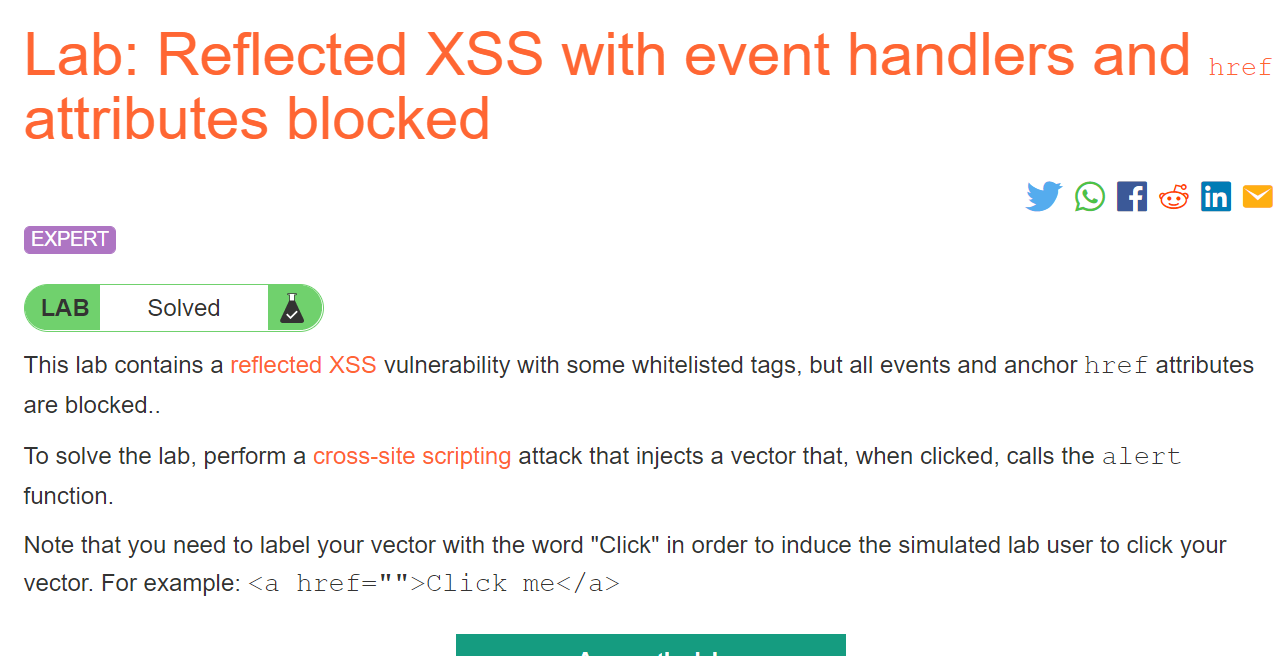 Lab: Reflected XSS with event handlers and href
attributes blocked
EXPERT
LAB Solved
This lab contains a reflected XSS vulnerability with some whitelisted tags, but all events and anchor href attributes
are blocked..
To solve the lab, perform a cross-site scripting attack that injects a vector that, when clicked, calls the alert
function.
Note that you need to label your vector with the word "Click" in order to induce the simulated lab user to click your
vector. For example: <a href="">Click me</a>